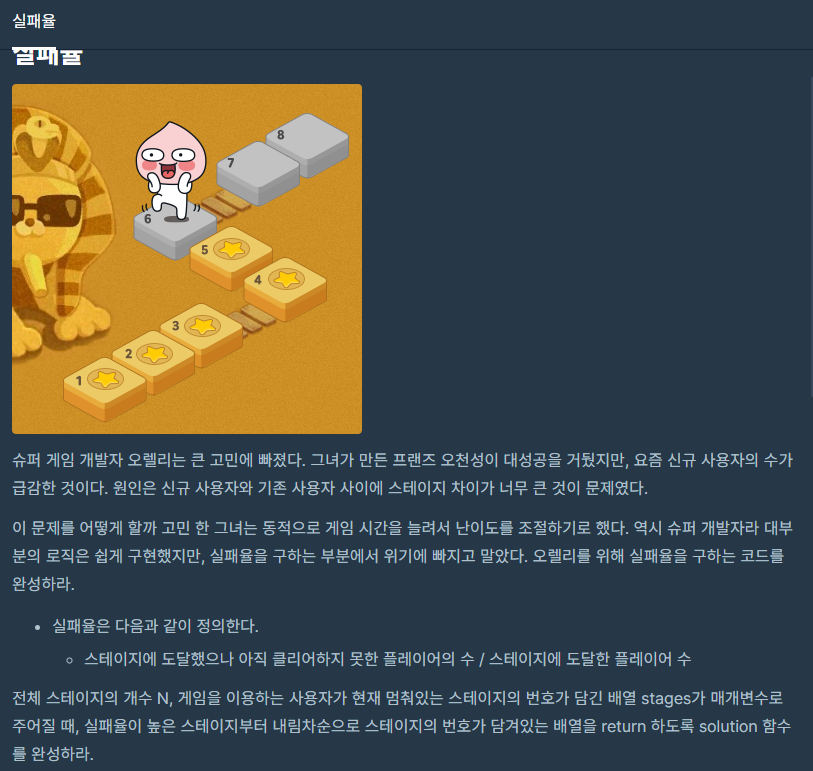 실패율
실패율
8
7
6
5
4
3
2
1
슈퍼 게임 개발자 오렐리는 큰 고민에 빠졌다. 그녀가 만든 프랜즈 오천성이 대성공을 거뒀지만, 요즘 신규 사용자의 수가
급감한 것이다. 원인은 신규 사용자와 기존 사용자 사이에 스테이지 차이가 너무 큰 것이 문제였다.
이 문제를 어떻게 할까 고민 한 그녀는 동적으로 게임 시간을 늘려서 난이도를 조절하기로 했다. 역시 슈퍼 개발자라 대부
분의 로직은 쉽게 구현했지만, 실패율을 구하는 부분에서 위기에 빠지고 말았다. 오렐리를 위해 실패율을 구하는 코드를
완성하라.
• 실패율은 다음과 같이 정의한다.
◦ 스테이지에 도달했으나 아직 클리어하지 못한 플레이어의 수 / 스테이지에 도달한 플레이어 수
전체 스테이지의 개수 N, 게임을 이용하는 사용자가 현재 멈춰있는 스테이지의 번호가 담긴 배열 stages가 매개변수로
주어질 때, 실패율이 높은 스테이지부터 내림차순으로 스테이지의 번호가 담겨있는 배열을 return 하도록 solution 함수
를 완성하라.